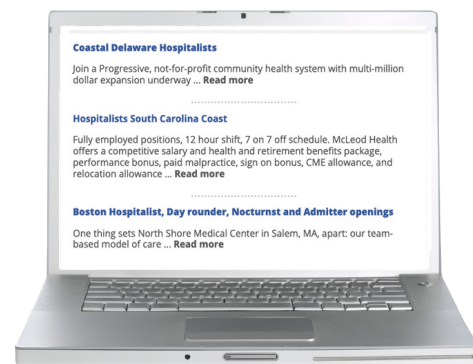 Coastal Delaware Hospitalists
Join a Progressive, not-for-profit community health system with multi-million
dollar expansion underway ... Read more
Hospitalists South Carolina Coast
Fully employed positions, 12 hour shift, 7 on 7 off schedule. McLeod Health
offers a competitive salary and health and retirement benefits package,
performance bonus, paid malpractice, sign on bonus, CME allowance, and
relocation allowance ... Read more
Boston Hospitalist, Day rounder, Nocturnst and Admitter openings
One thing sets North Shore Medical Center in Salem, MA, apart: our team-
based model of care ... Read more